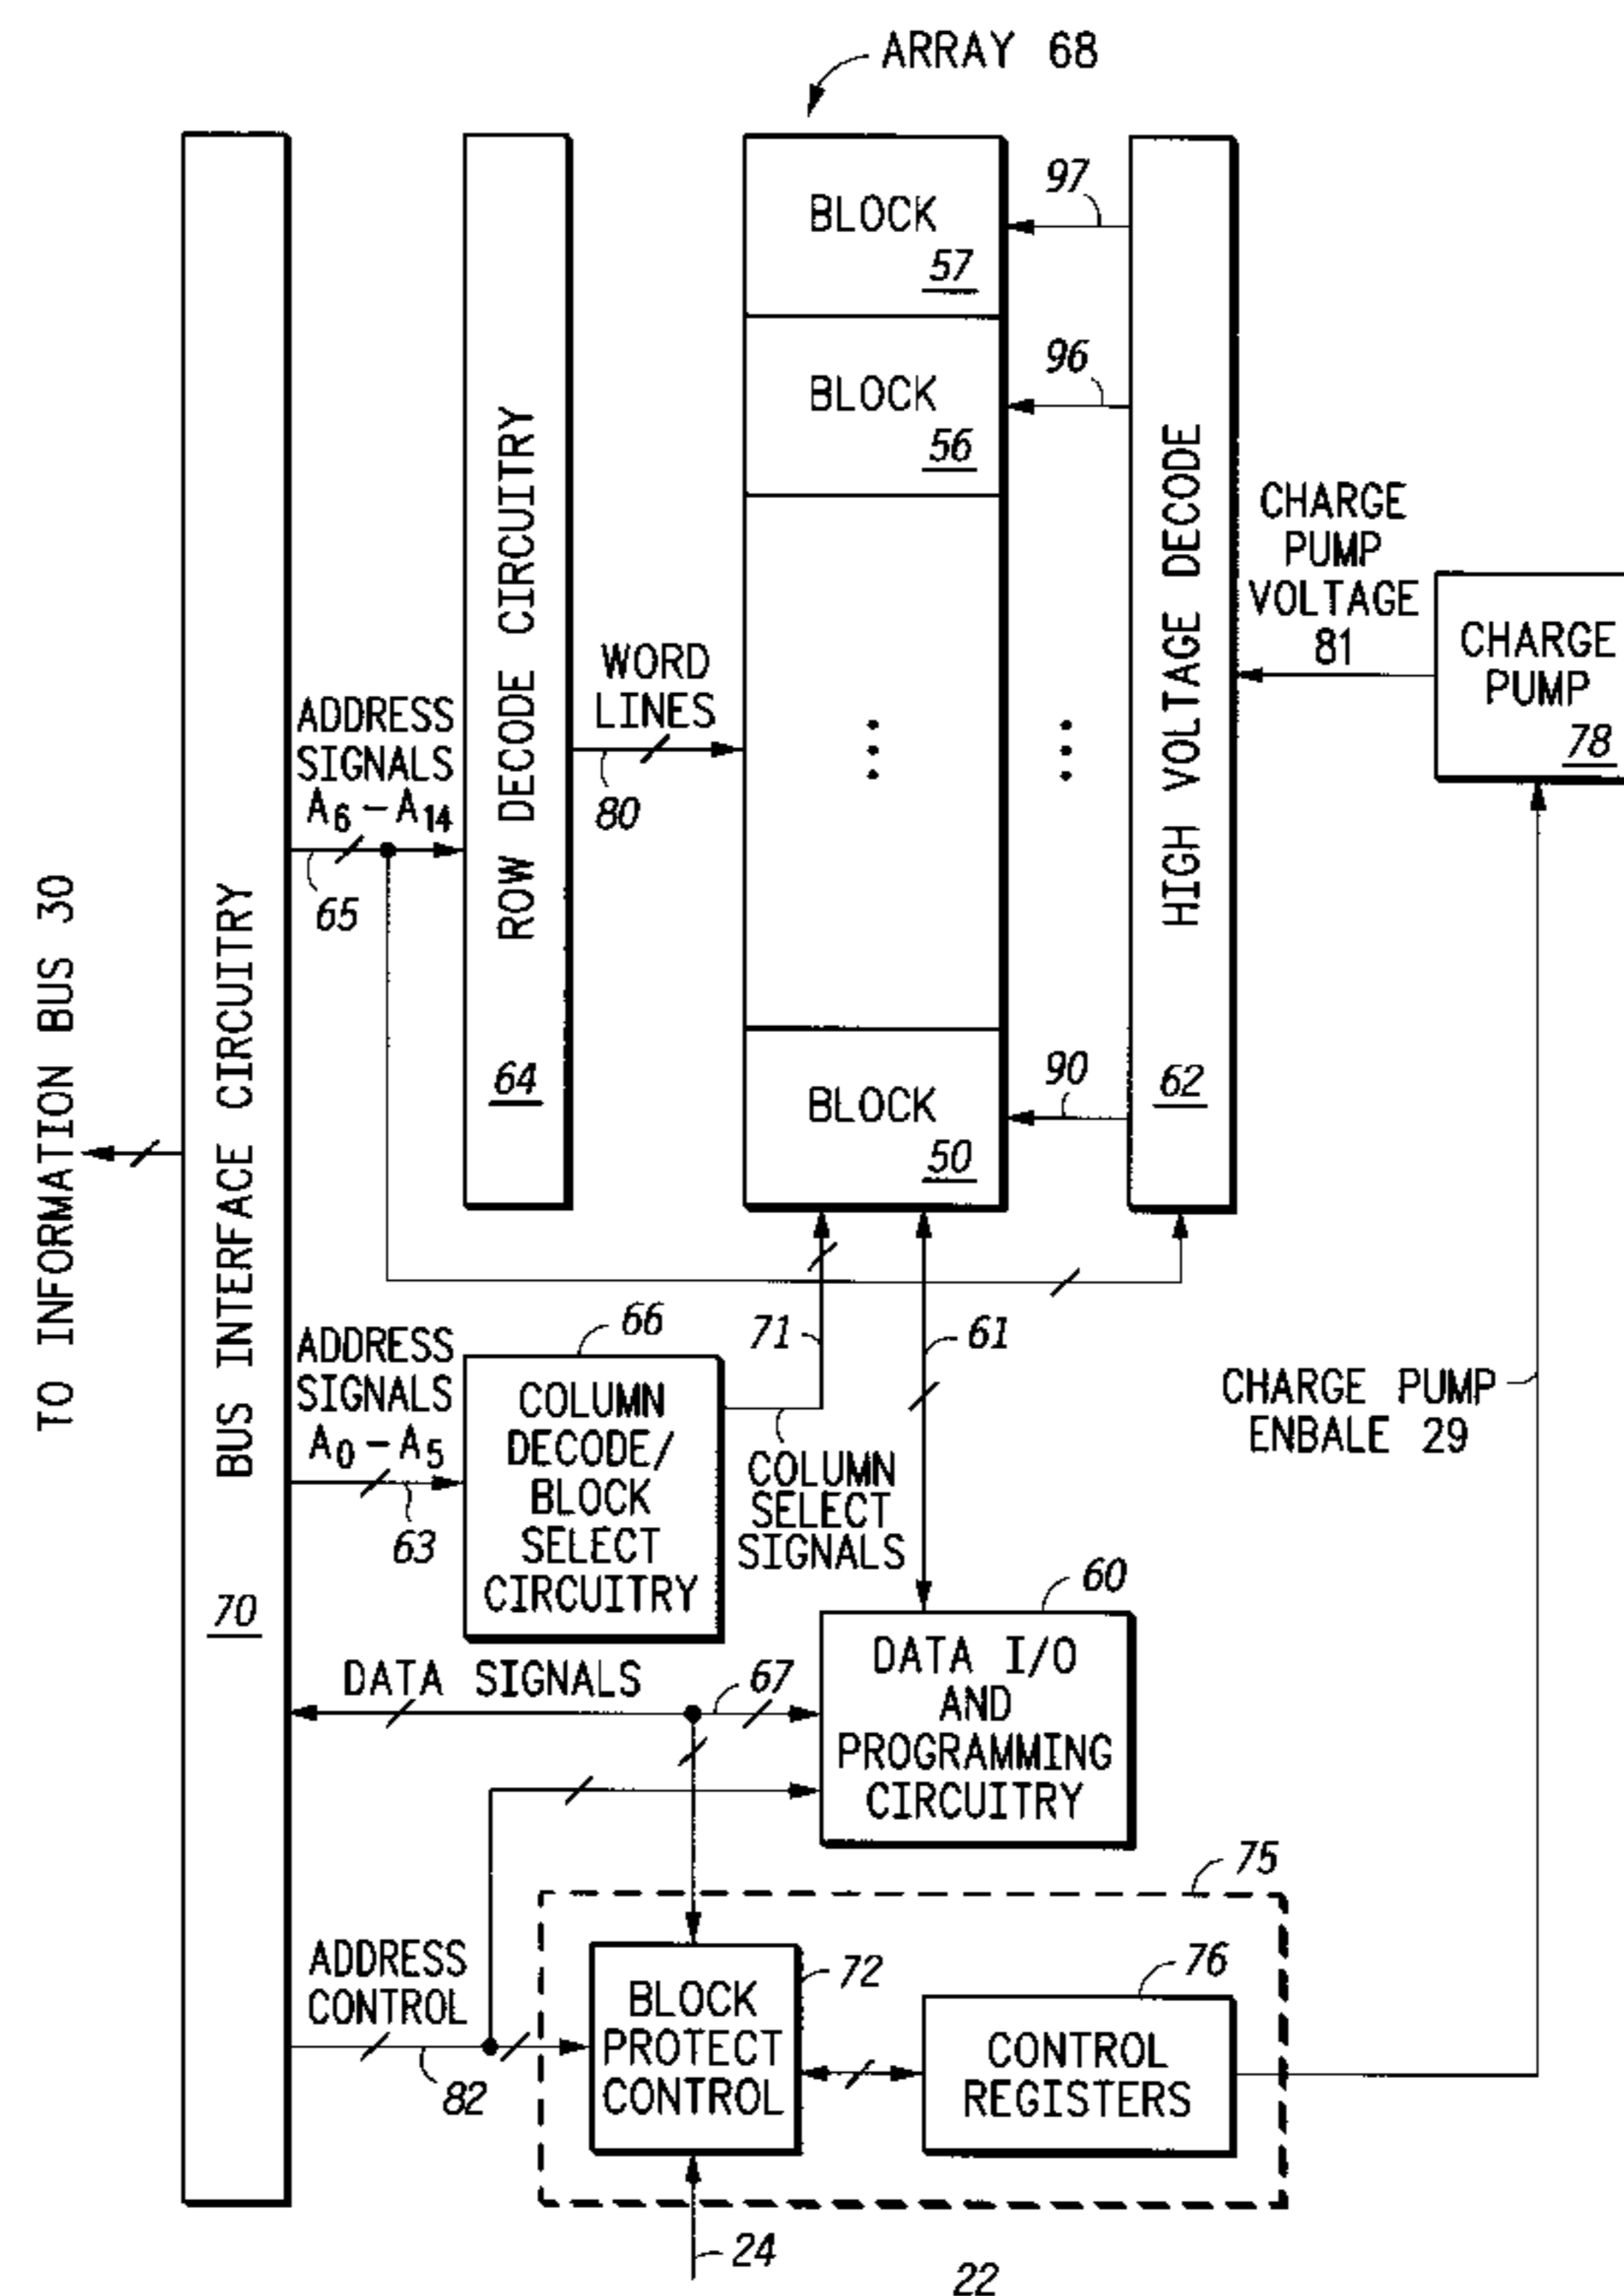 ARRAY 68
BLOCK
57
97
BLOCK
56
96
BLOCK
50
90
HIGH VOLTAGE DECODE
62
CHARGE
PUMP
VOLTAGE
81
CHARGE
PUMP
78
ROW DECODE CIRCUITRY
64
WORD
LINES
80
ADDRESS
SIGNALS
A6 – A14
65
TO INFORMATION BUS 30
BUS INTERFACE CIRCUITRY
70
ADDRESS
SIGNALS
A0 – A5
63
66
COLUMN
DECODE/
BLOCK
SELECT
CIRCUITRY
71
COLUMN
SELECT
SIGNALS
61
CHARGE PUMP
ENBALE 29
60
DATA I/O
AND
PROGRAMMING
CIRCUITRY
DATA SIGNALS
67
75
ADDRESS
CONTROL
82
BLOCK
PROTECT
CONTROL
72
76
CONTROL
REGISTERS
24
22